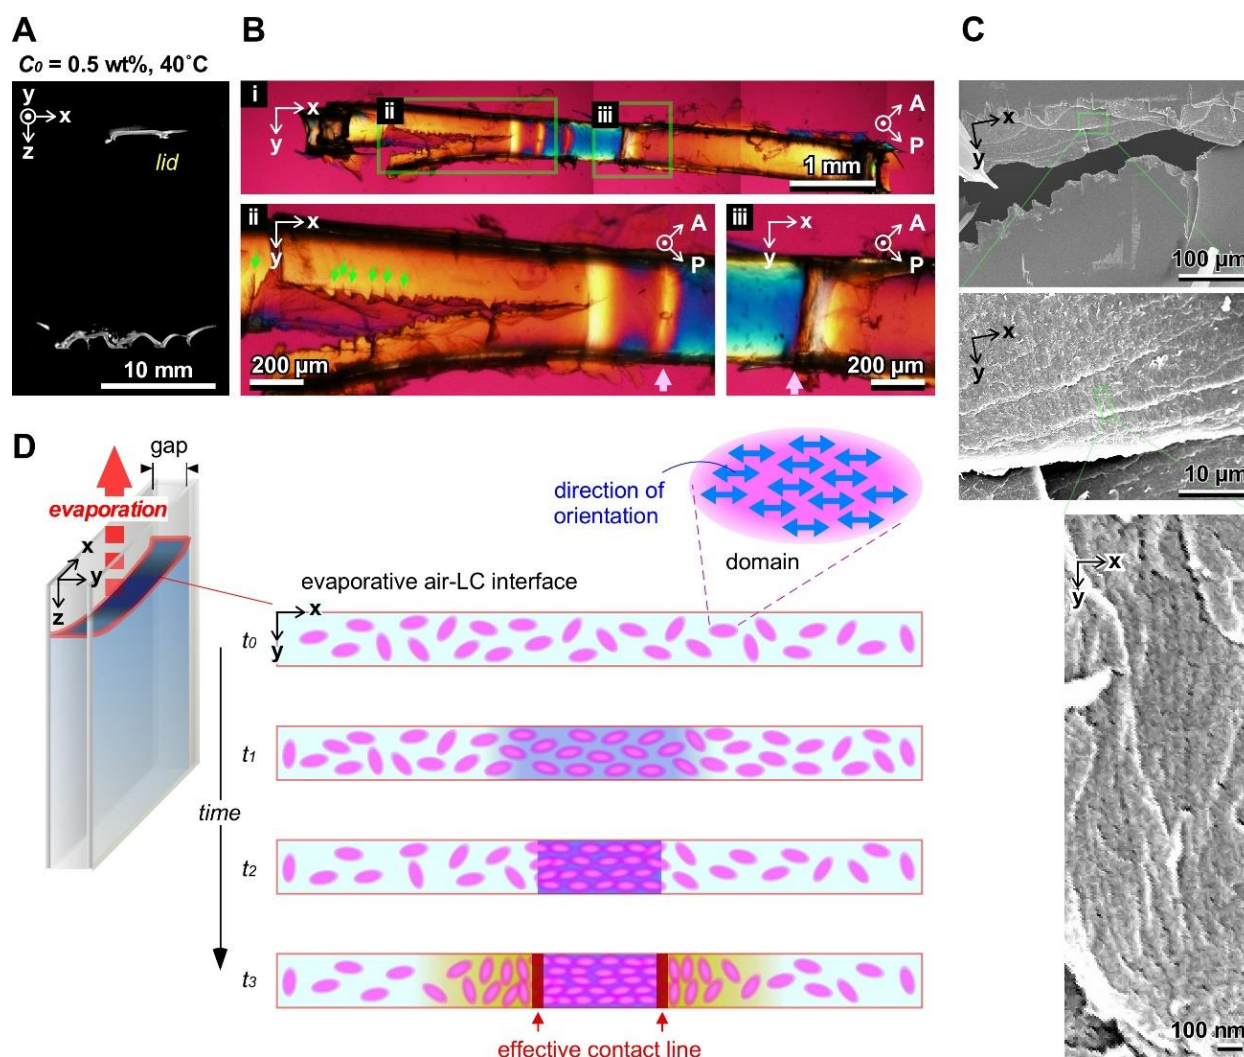 A
C₀ = 0.5 wt%, 40˚C
y
x
z
lid
10 mm
B
i
x
y
ii
iii
A
P
1 mm
ii
x
y
A
P
200 µm
iii
x
y
A
P
200 µm
C
x
y
100 µm
x
y
10 µm
x
y
100 nm
D
gap
evaporation
x
y
z
direction of
orientation
domain
evaporative air-LC interface
x
y
t₀
t₁
time
t₂
t₃
effective contact line